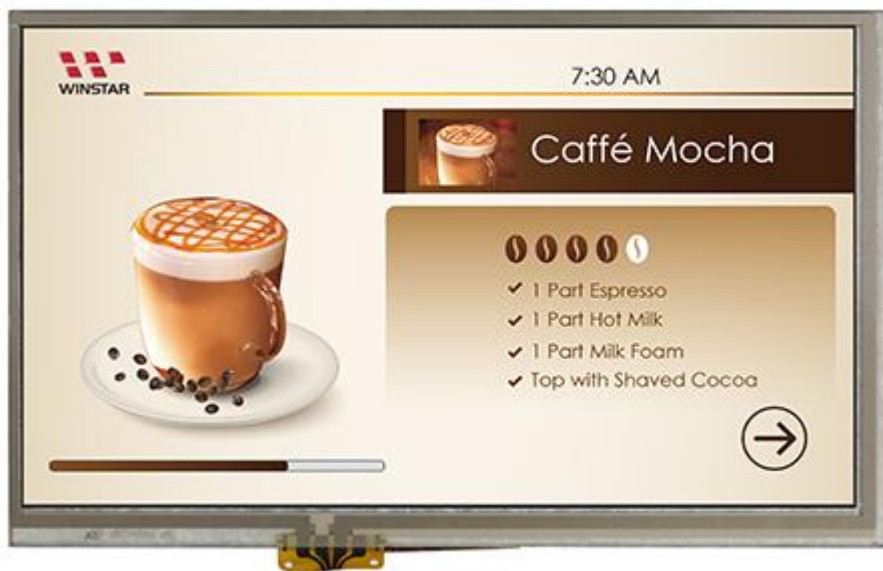 WINSTAR
7:30 AM
Caffé Mocha
1 Part Espresso
1 Part Hot Milk
1 Part Milk Foam
Top with Shaved Cocoa